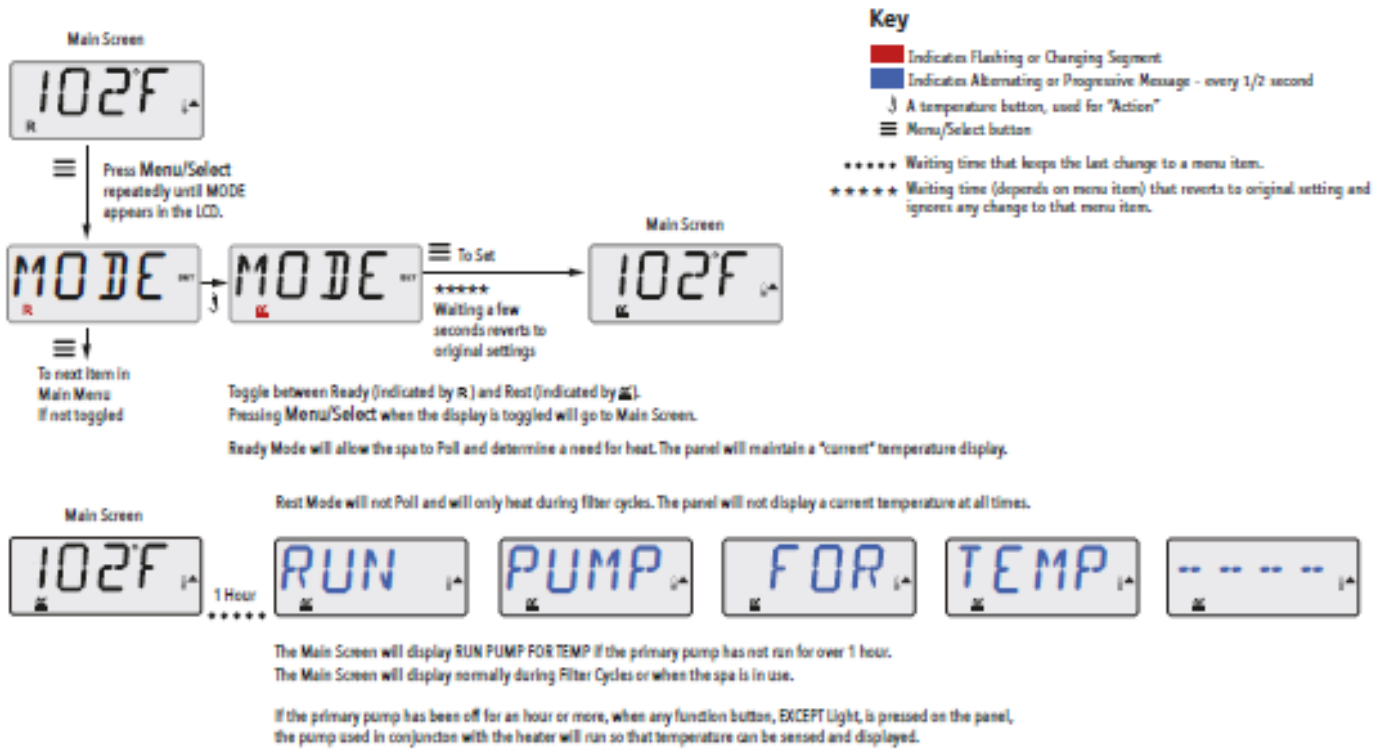 Key
Main Screen
Indicates Flashing or Changing Segment
Indicates Alternating or Progressive Message - every 1/2 second
A temperature button, used for "Action"
Menu/Select button
***** Waiting time that keeps the last change to a menu item.
***** Waiting time (depends on menu item) that reverts to original setting and
ignores any change to that menu item.
102°F
R
Press Menu/Select
repeatedly until MODE
appears in the LCD.
Main Screen
MODE
R
MODE
To Set
*****
Waiting a few
seconds reverts to
original settings
102°F
To next Item in
Main Menu
If not toggled
Toggle between Ready (indicated by R) and Rest (indicated by ).
Pressing Menu/Select when the display is toggled will go to Main Screen.
Ready Mode will allow the spa to Poll and determine a need for heat. The panel will maintain a "current" temperature display.
Rest Mode will not Poll and will only heat during filter cycles. The panel will not display a current temperature at all times.
Main Screen
102°F
1 Hour
*****
RUN
PUMP
FOR
TEMP
----
The Main Screen will display RUN PUMP FOR TEMP if the primary pump has not run for over 1 hour.
The Main Screen will display normally during Filter Cycles or when the spa is in use.
If the primary pump has been off for an hour or more, when any function button, EXCEPT Light, is pressed on the panel,
the pump used in conjuncton with the heater will run so that temperature can be sensed and displayed.